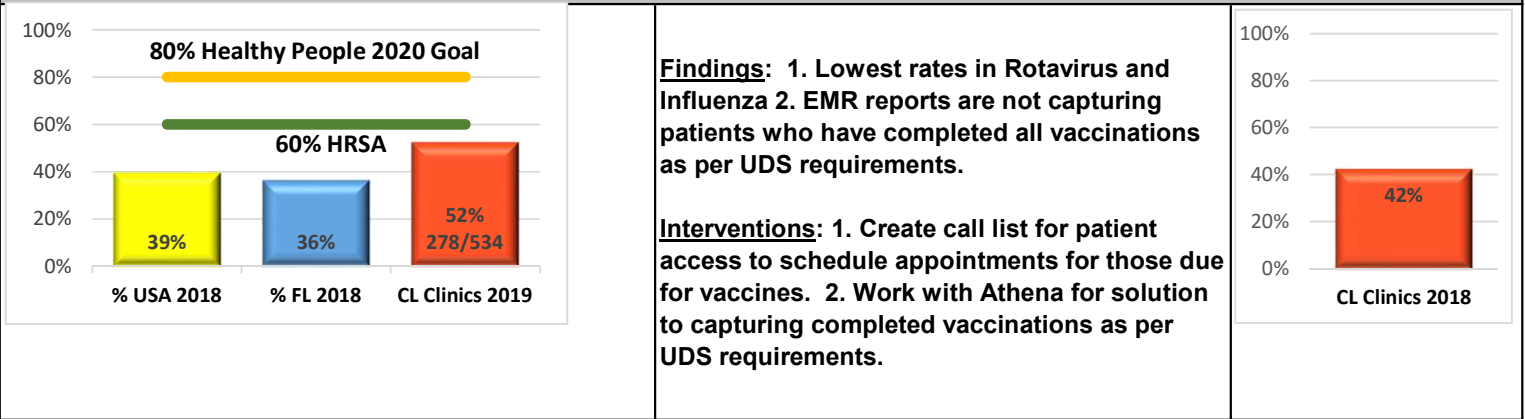 100%
80% Healthy People 2020 Goal
80%
60%
60% HRSA
40%
20%
0%
39%
36%
52%
278/534
% USA 2018
% FL 2018
CL Clinics 2019
Findings: 1. Lowest rates in Rotavirus and
Influenza 2. EMR reports are not capturing
patients who have completed all vaccinations
as per UDS requirements.
Interventions: 1. Create call list for patient
access to schedule appointments for those due
for vaccines. 2. Work with Athena for solution
to capturing completed vaccinations as per
UDS requirements.
100%
80%
60%
40%
20%
0%
42%
CL Clinics 2018